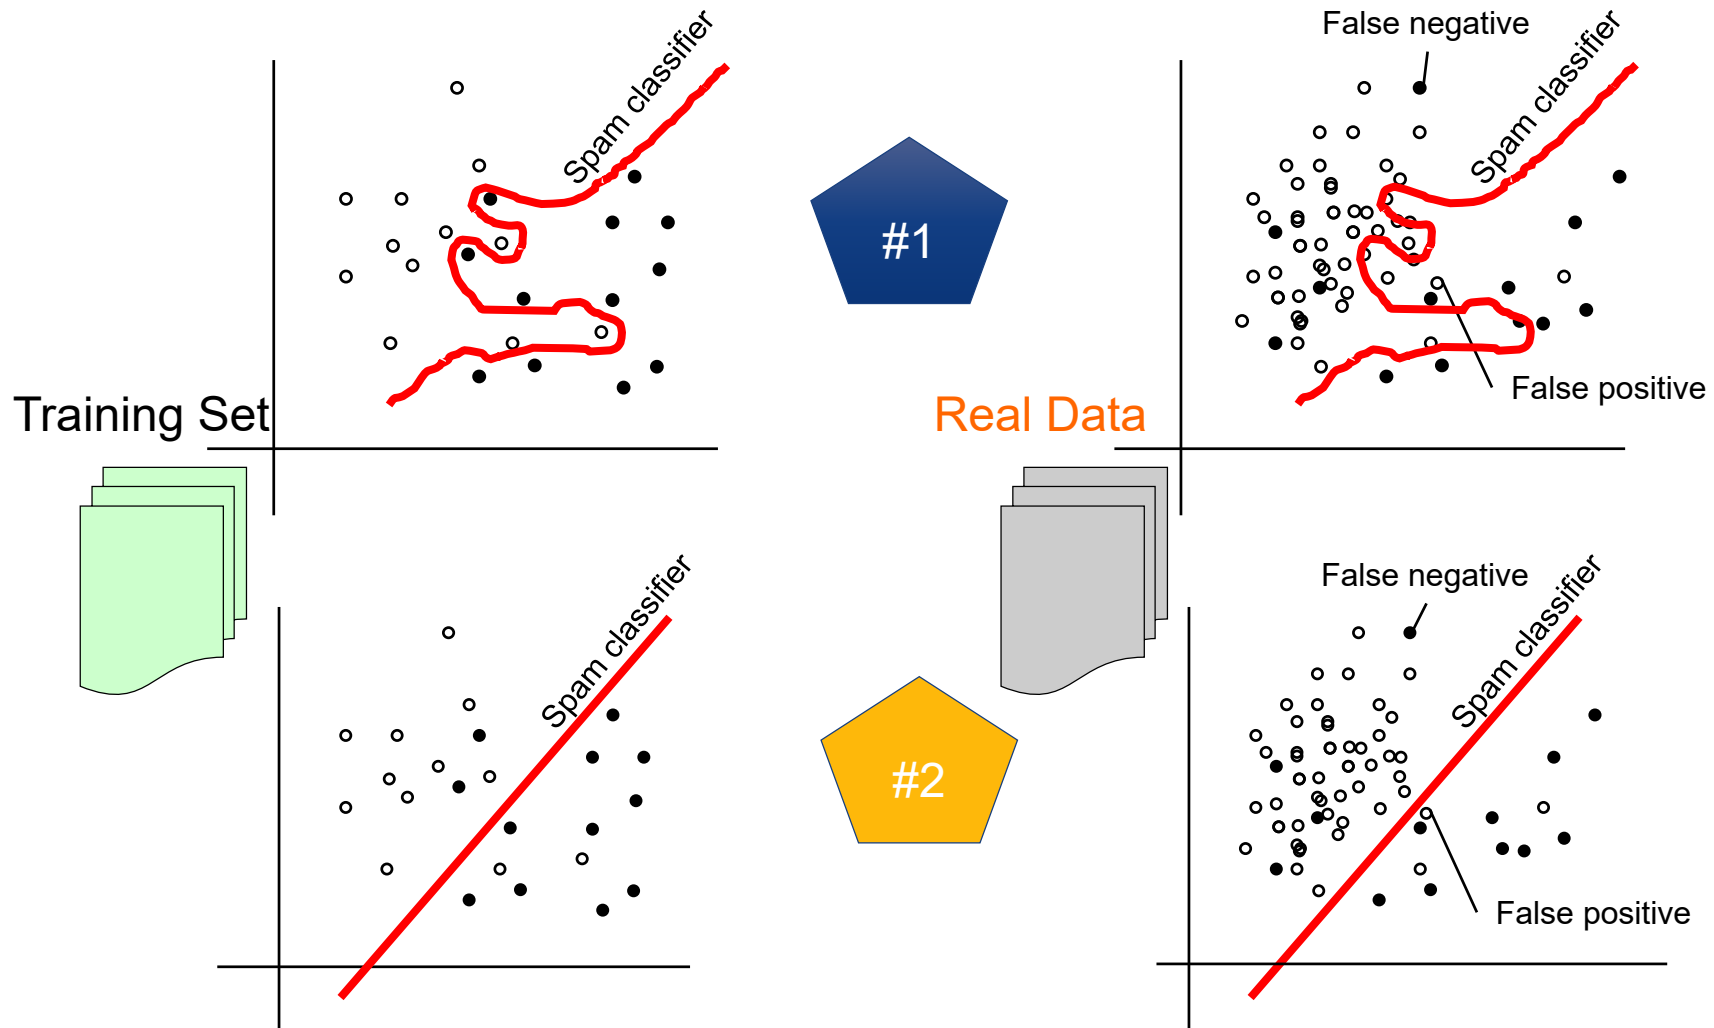 False negative
Spam classifier
Spam classifier
#1
False positive
Training Set
Real Data
False negative
Spam classifier
Spam classifier
#2
False positive